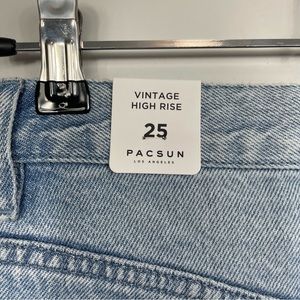 VINTAGE
HIGH RISE
25
PACSUN
LOS ANGELES